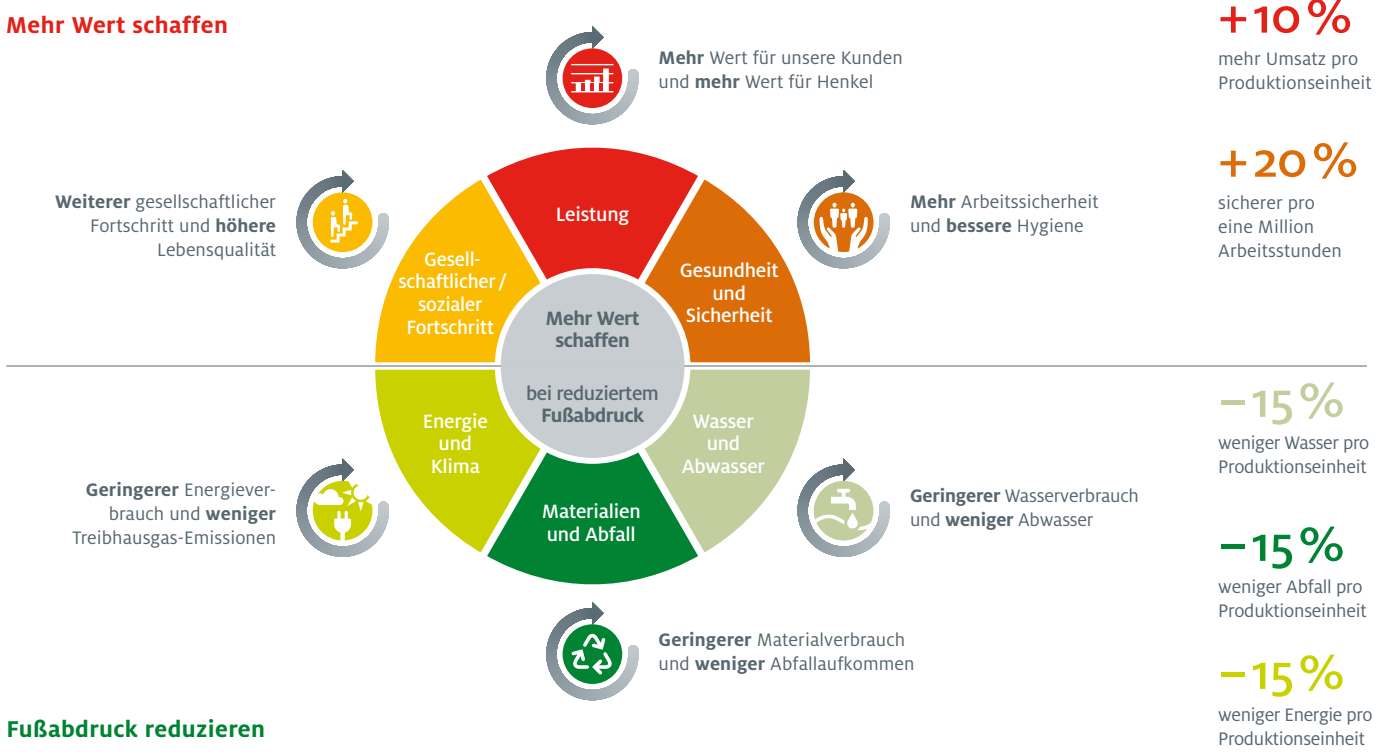 Mehr Wert schaffen
Mehr Wert für unsere Kunden
und mehr Wert für Henkel
Weiterer gesellschaftlicher
Fortschritt und höhere
Lebensqualität
Mehr Arbeitssicherheit
und bessere Hygiene
Leistung
Gesell-
schaftlicher /
sozialer
Fortschritt
Gesundheit
und
Sicherheit
Mehr Wert
schaffen
bei reduziertem
Fußabdruck
Energie
und
Klima
Wasser
und
Abwasser
Materialien
und Abfall
Geringerer Energiever-
brauch und weniger
Treibhausgas-Emissionen
Geringerer Wasserverbrauch
und weniger Abwasser
Geringerer Materialverbrauch
und weniger Abfallaufkommen
Fußabdruck reduzieren
+10 %
mehr Umsatz pro
Produktionseinheit
+20 %
sicherer pro
eine Million
Arbeitsstunden
–15 %
weniger Wasser pro
Produktionseinheit
–15 %
weniger Abfall pro
Produktionseinheit
–15 %
weniger Energie pro
Produktionseinheit